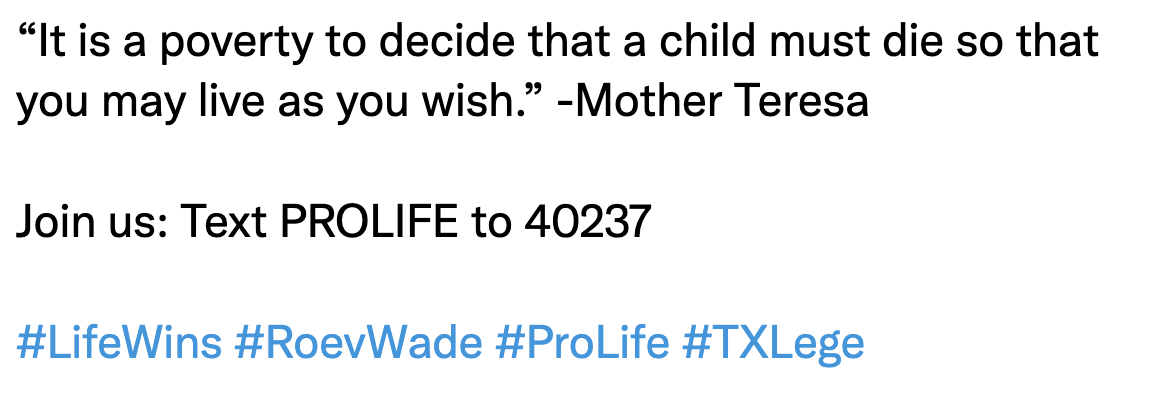 “It is a poverty to decide that a child must die so that
you may live as you wish.” -Mother Teresa
Join us: Text PROLIFE to 40237
#LifeWins #RoevWade #ProLife #TXLege